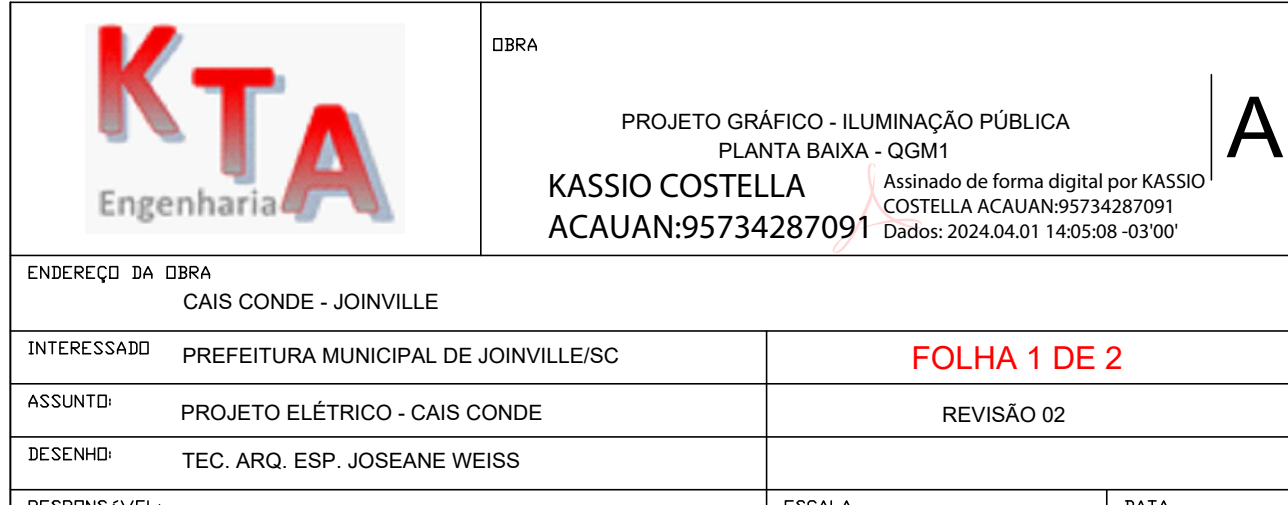 KTA
Engenharia
OBRA
PROJETO GRÁFICO - ILUMINAÇÃO PÚBLICA
PLANTA BAIXA - QGM1
A
KASSIO COSTELLA
ACAUAN:95734287091
Assinado de forma digital por KASSIO
COSTELLA ACAUAN:95734287091
Dados: 2024.04.01 14:05:08 -03'00'
ENDEREÇO DA OBRA
CAIS CONDE - JOINVILLE
INTERESSADO PREFEITURA MUNICIPAL DE JOINVILLE/SC
FOLHA 1 DE 2
ASSUNTO: PROJETO ELÉTRICO - CAIS CONDE
REVISÃO 02
DESENHO: TEC. ARQ. ESP. JOSEANE WEISS